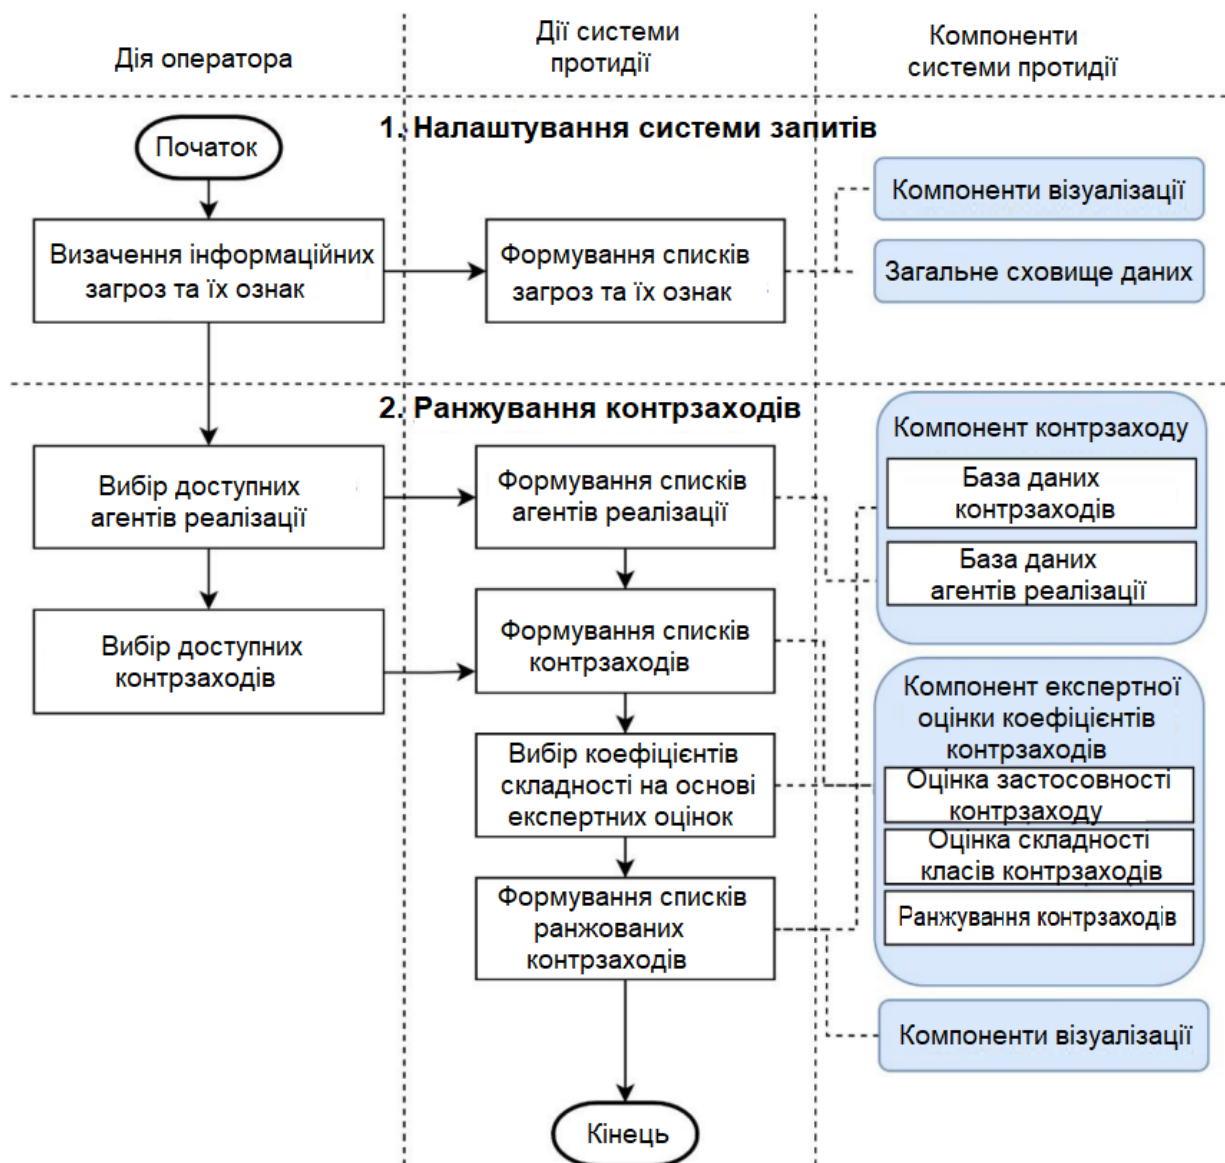 Дія оператора
Дії системи
протидії
Компоненти
системи протидії
1. Налаштування системи запитів
Початок
Визачення інформаційних
загроз та їх ознак
Формування списків
загроз та їх ознак
Компоненти візуалізації
Загальне сховище даних
2. Ранжування контрзаходів
Вибір доступних
агентів реалізації
Формування списків
агентів реалізації
Компонент контрзаходу
База даних
контрзаходів
База даних
агентів реалізації
Вибір доступних
контрзаходів
Формування списків
контрзаходів
Вибір коефіцієнтів
складності на основі
експертних оцінок
Формування списків
ранжованих
контрзаходів
Компонент експертної
оцінки коефіцієнтів
контрзаходів
Оцінка застосовності
контрзаходу
Оцінка складності
класів контрзаходів
Ранжування контрзаходів
Компоненти візуалізації
Кінець